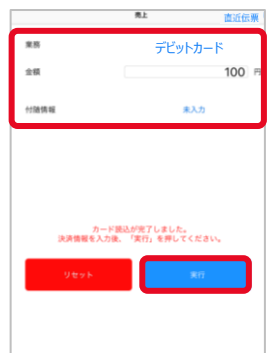 売上
直近伝票
業務 デビットカード
金額 100 円
付随情報 未入力
カード読込が完了しました。
決済情報を入力後、「実行」を押してください。
リセット 実行